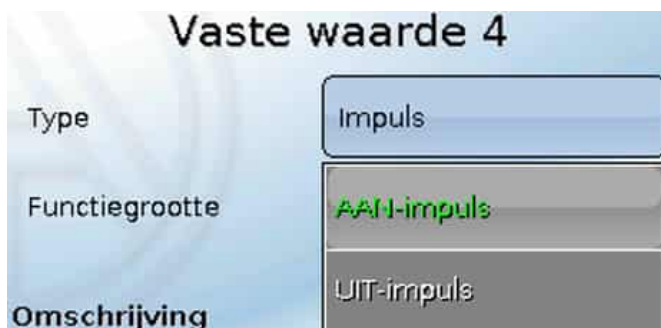 Vaste waarde 4
Type
Impuls
Functiegrootte
AAN-impuls
UIT-impuls
Omschrijving